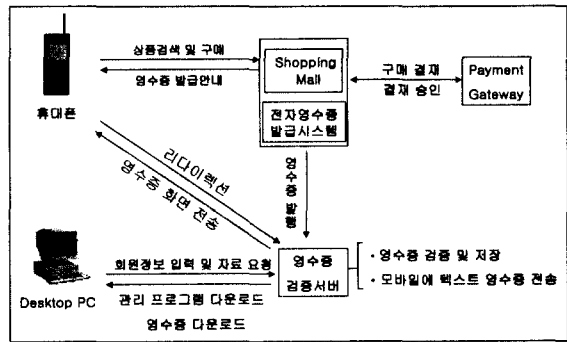 상품검색 및 구매
영수증 발급안내
휴대폰
Shopping
Mall
전자영수증
발급시스템
구매 결재
결재 승인
Payment
Gateway
리다이렉션
영수증 화면 전송
영수증 발행
Desktop PC
회원정보 입력 및 자료 요청
관리 프로그램 다운로드
영수증 다운로드
영수증
검증서버
· 영수증 검증 및 저장
· 모바일에 텍스트 영수증 전송